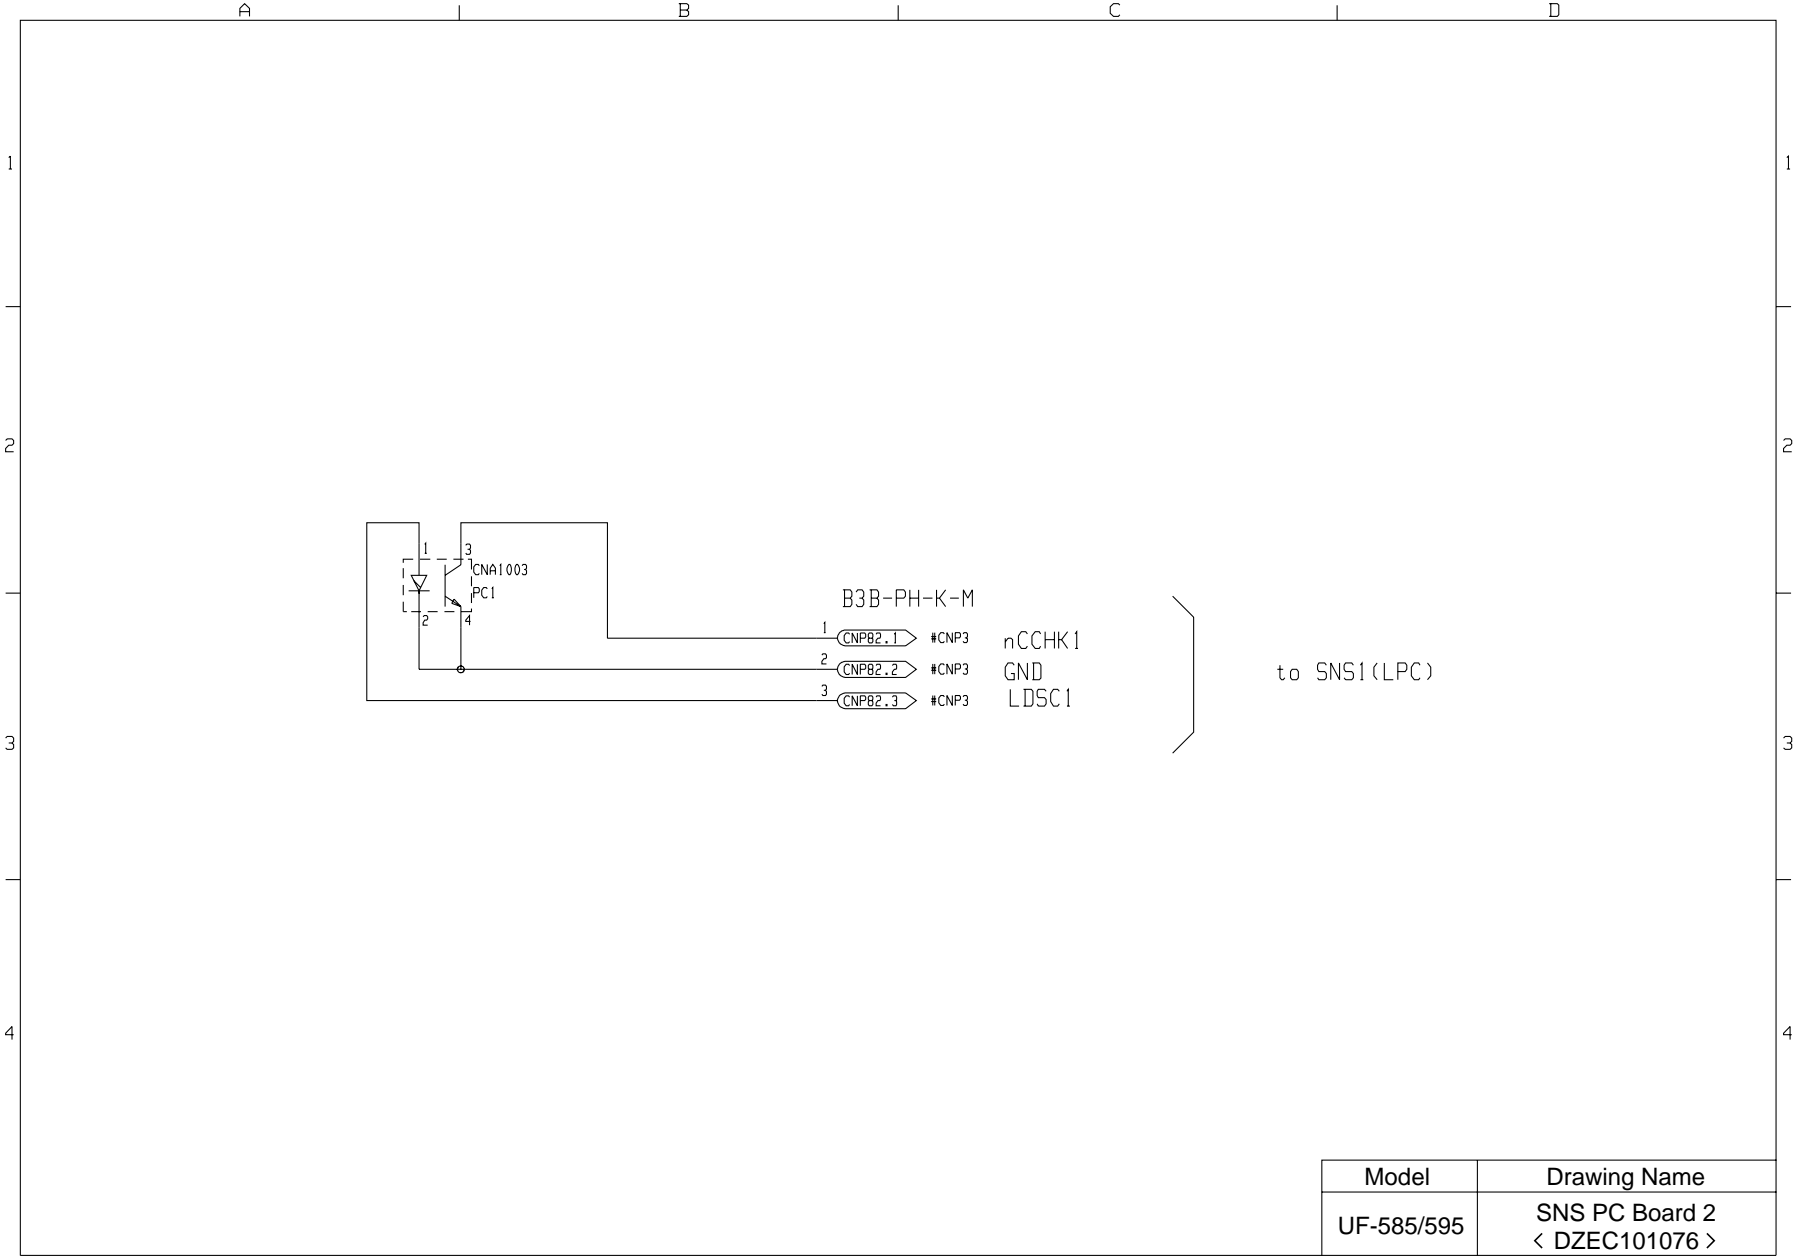 A B C D
1 1
2 2
1 3
CNA1003
PC1
2 4
B3B-PH-K-M
1 CNP82.1 #CNP3 nCCHK1
2 CNP82.2 #CNP3 GND
to SNS1(LPC)
3 CNP82.3 #CNP3 LDSC1
3 3
4 4
Model Drawing Name
UF-585/595
SNS PC Board 2
< DZEC101076 >